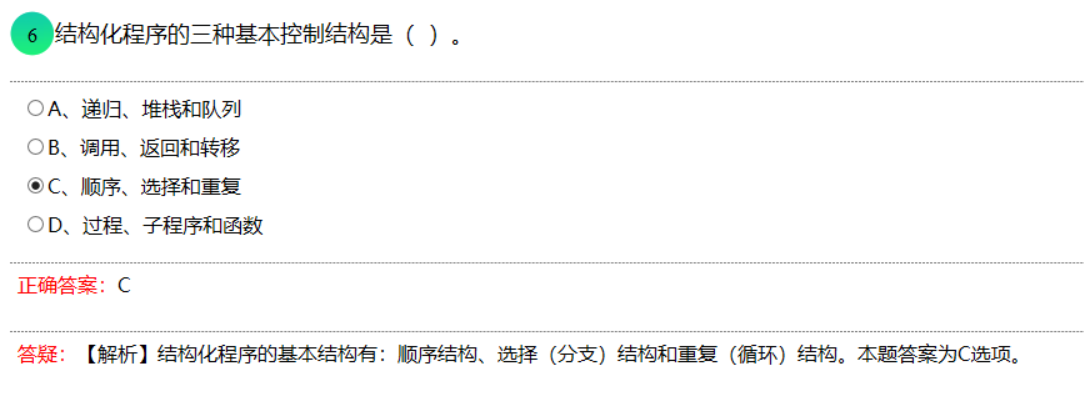 6 结构化程序的三种基本控制结构是（ ）。
A、递归、堆栈和队列
B、调用、返回和转移
C、顺序、选择和重复
D、过程、子程序和函数
正确答案：C
答疑：【解析】结构化程序的基本结构有：顺序结构、选择（分支）结构和重复（循环）结构。本题答案为C选项。